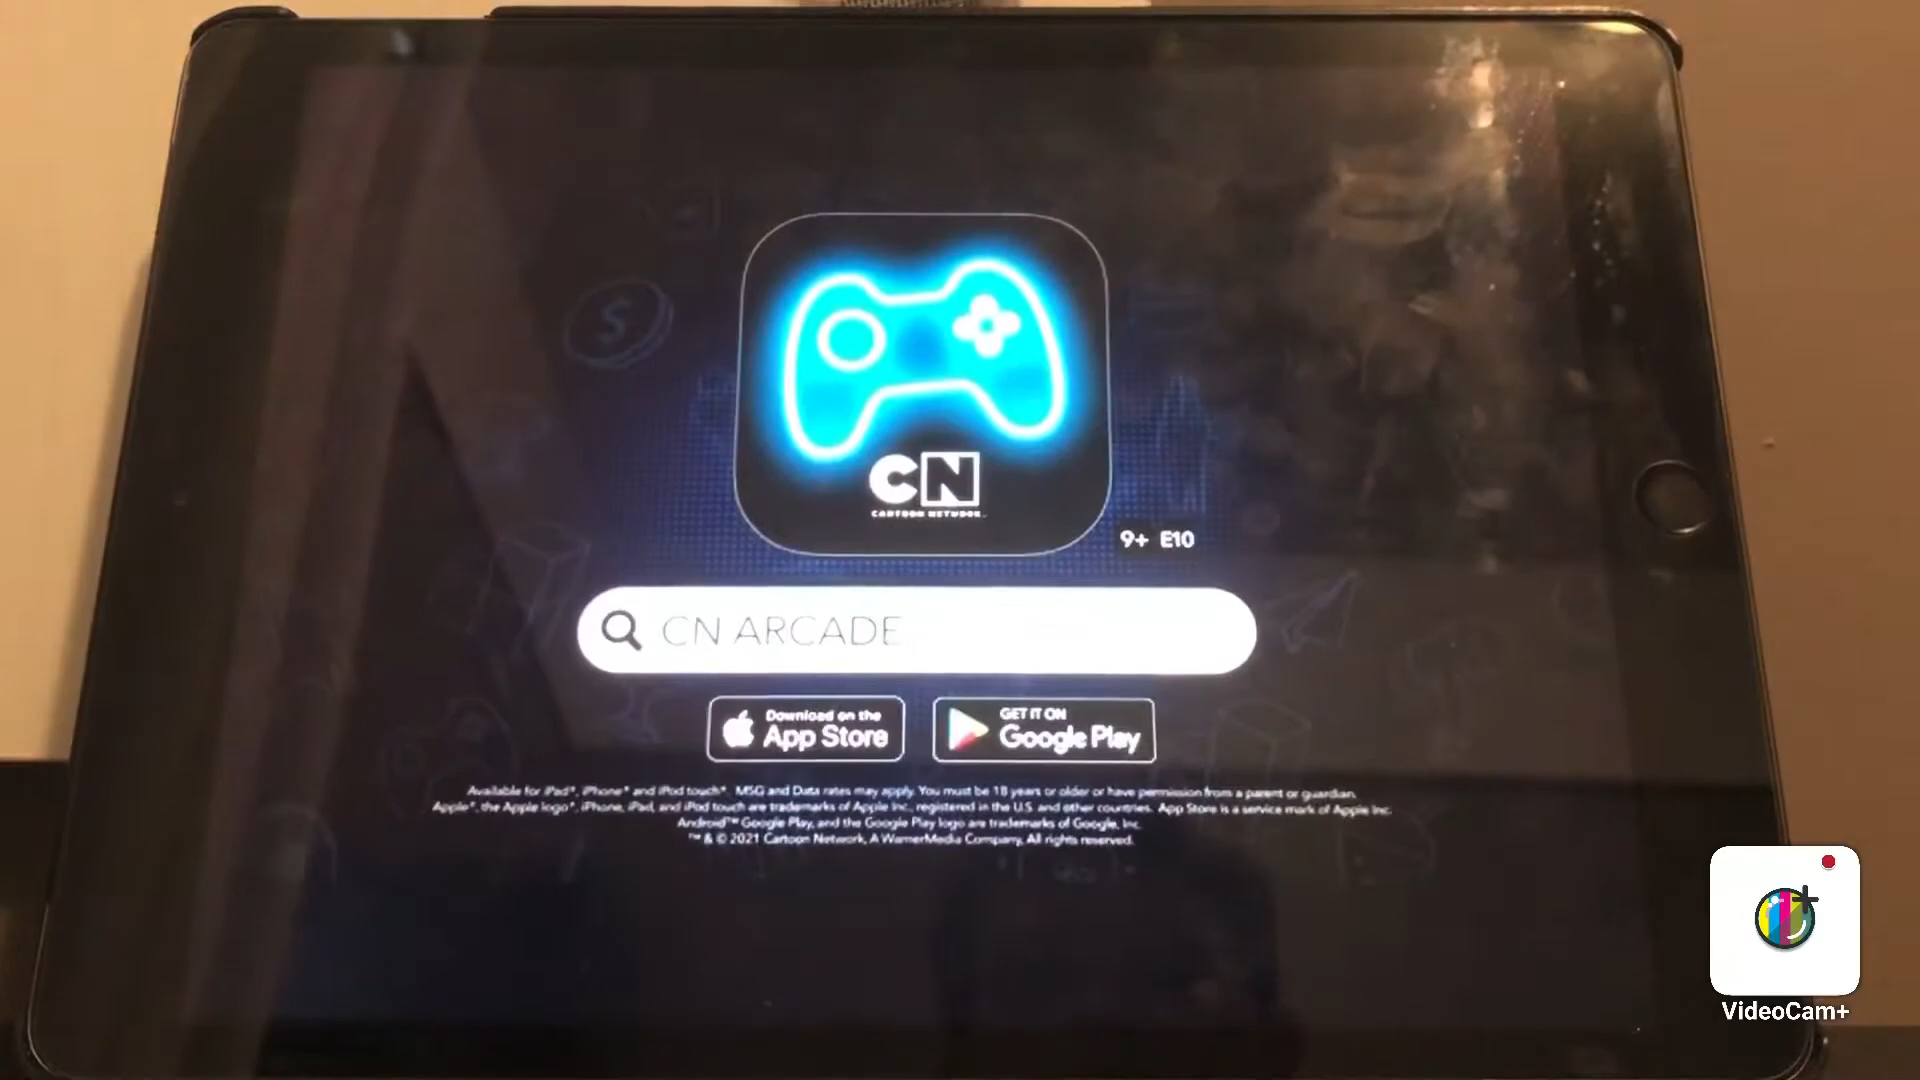 CN
CARTOON NETWORK™
9+ E10
CN ARCADE
Download on the
App Store
GET IT ON
Google Play
Available for iPad®, iPhone® and iPod touch®. MSG and Data rates may apply. You must be 18 years or older or have permission from a parent or guardian.
Apple®, the Apple logo®, iPhone, iPad, and iPod touch are trademarks of Apple Inc., registered in the U.S. and other countries. App Store is a service mark of Apple Inc.
Android™ Google Play, and the Google Play logo are trademarks of Google, Inc.
™ & © 2021 Cartoon Network, A WarnerMedia Company, All rights reserved.
VideoCam+